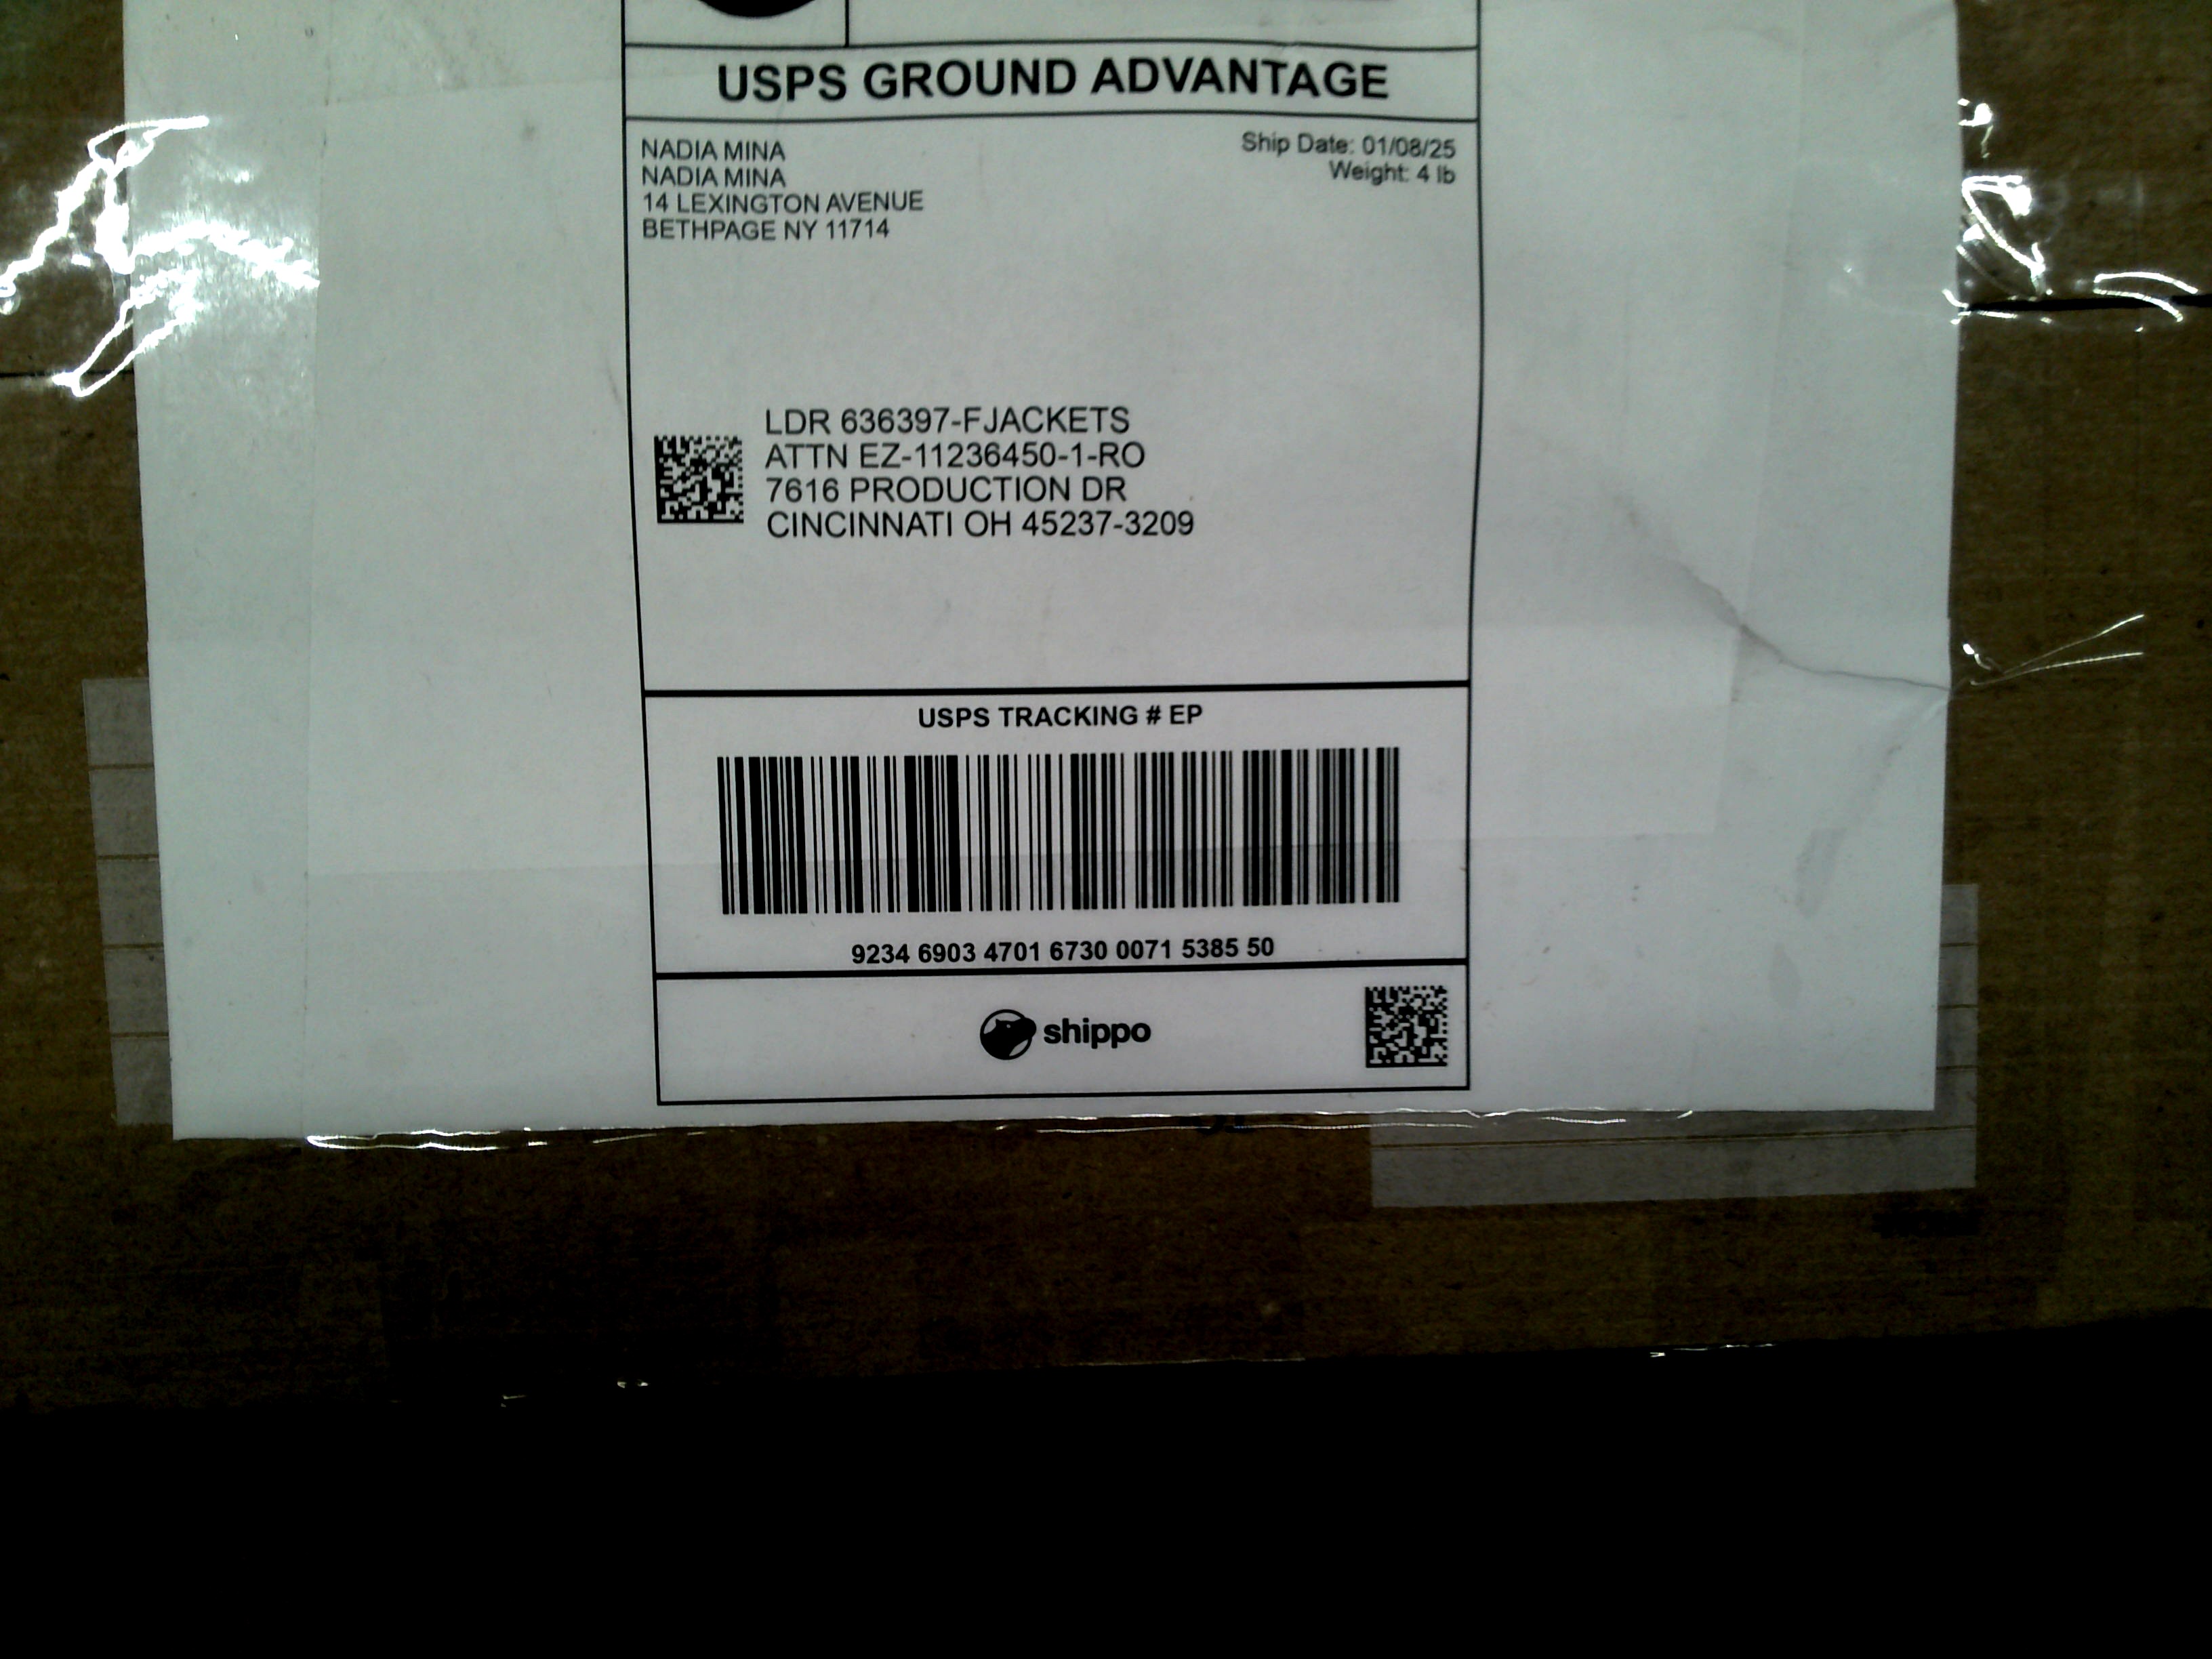 USPS GROUND ADVANTAGE
NADIA MINA
NADIA MINA
14 LEXINGTON AVENUE
BETHPAGE NY 11714
Ship Date: 01/08/25
Weight: 4 lb
LDR 636397-FJACKETS
ATTN EZ-11236450-1-RO
7616 PRODUCTION DR
CINCINNATI OH 45237-3209
USPS TRACKING # EP
9234 6903 4701 6730 0071 5385 50
shippo